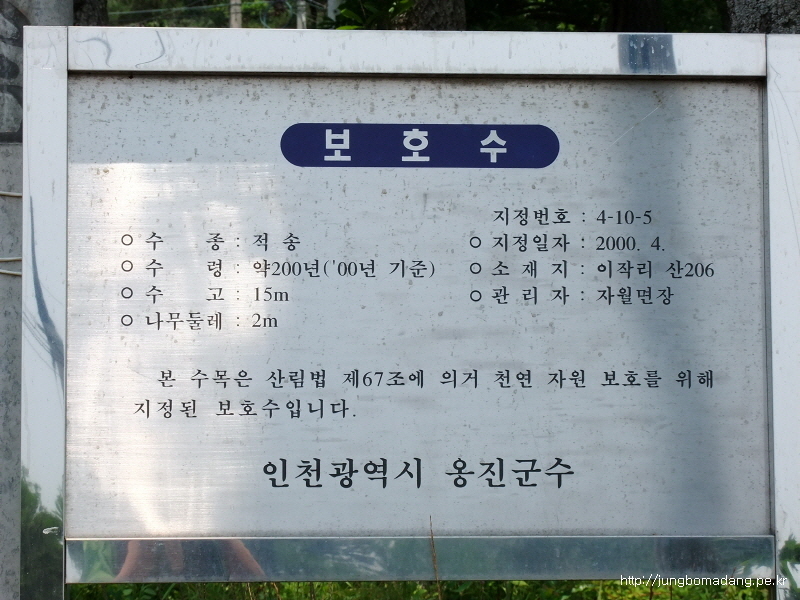 보호수
지정번호 : 4-10-5
○ 수 종 : 적 송 ○ 지정일자 : 2000. 4.
○ 수 령 : 약200년('00년 기준) ○ 소 재 지 : 이작리 산206
○ 수 고 : 15m ○ 관 리 자 : 자월면장
○ 나무둘레 : 2m
본 수목은 산림법 제67조에 의거 천연 자원 보호를 위해
지정된 보호수입니다.
인천광역시 옹진군수
http://jungbomadang.pe.kr